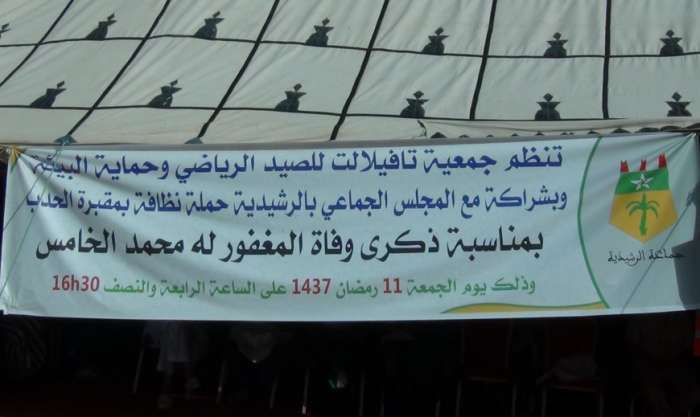 تنظم جمعية تافيلالت للصيد الرياضي وحماية البيئة
وبشراكة مع المجلس الجماعي بالرشيدية حملة نظافة بمقبرة الحدب
بمناسبة ذكرى وفاة المغفور له محمد الخامس
وذلك يوم الجمعة 11 رمضان 1437 على الساعة الرابعة والنصف 16h30
جماعة الرشيدية